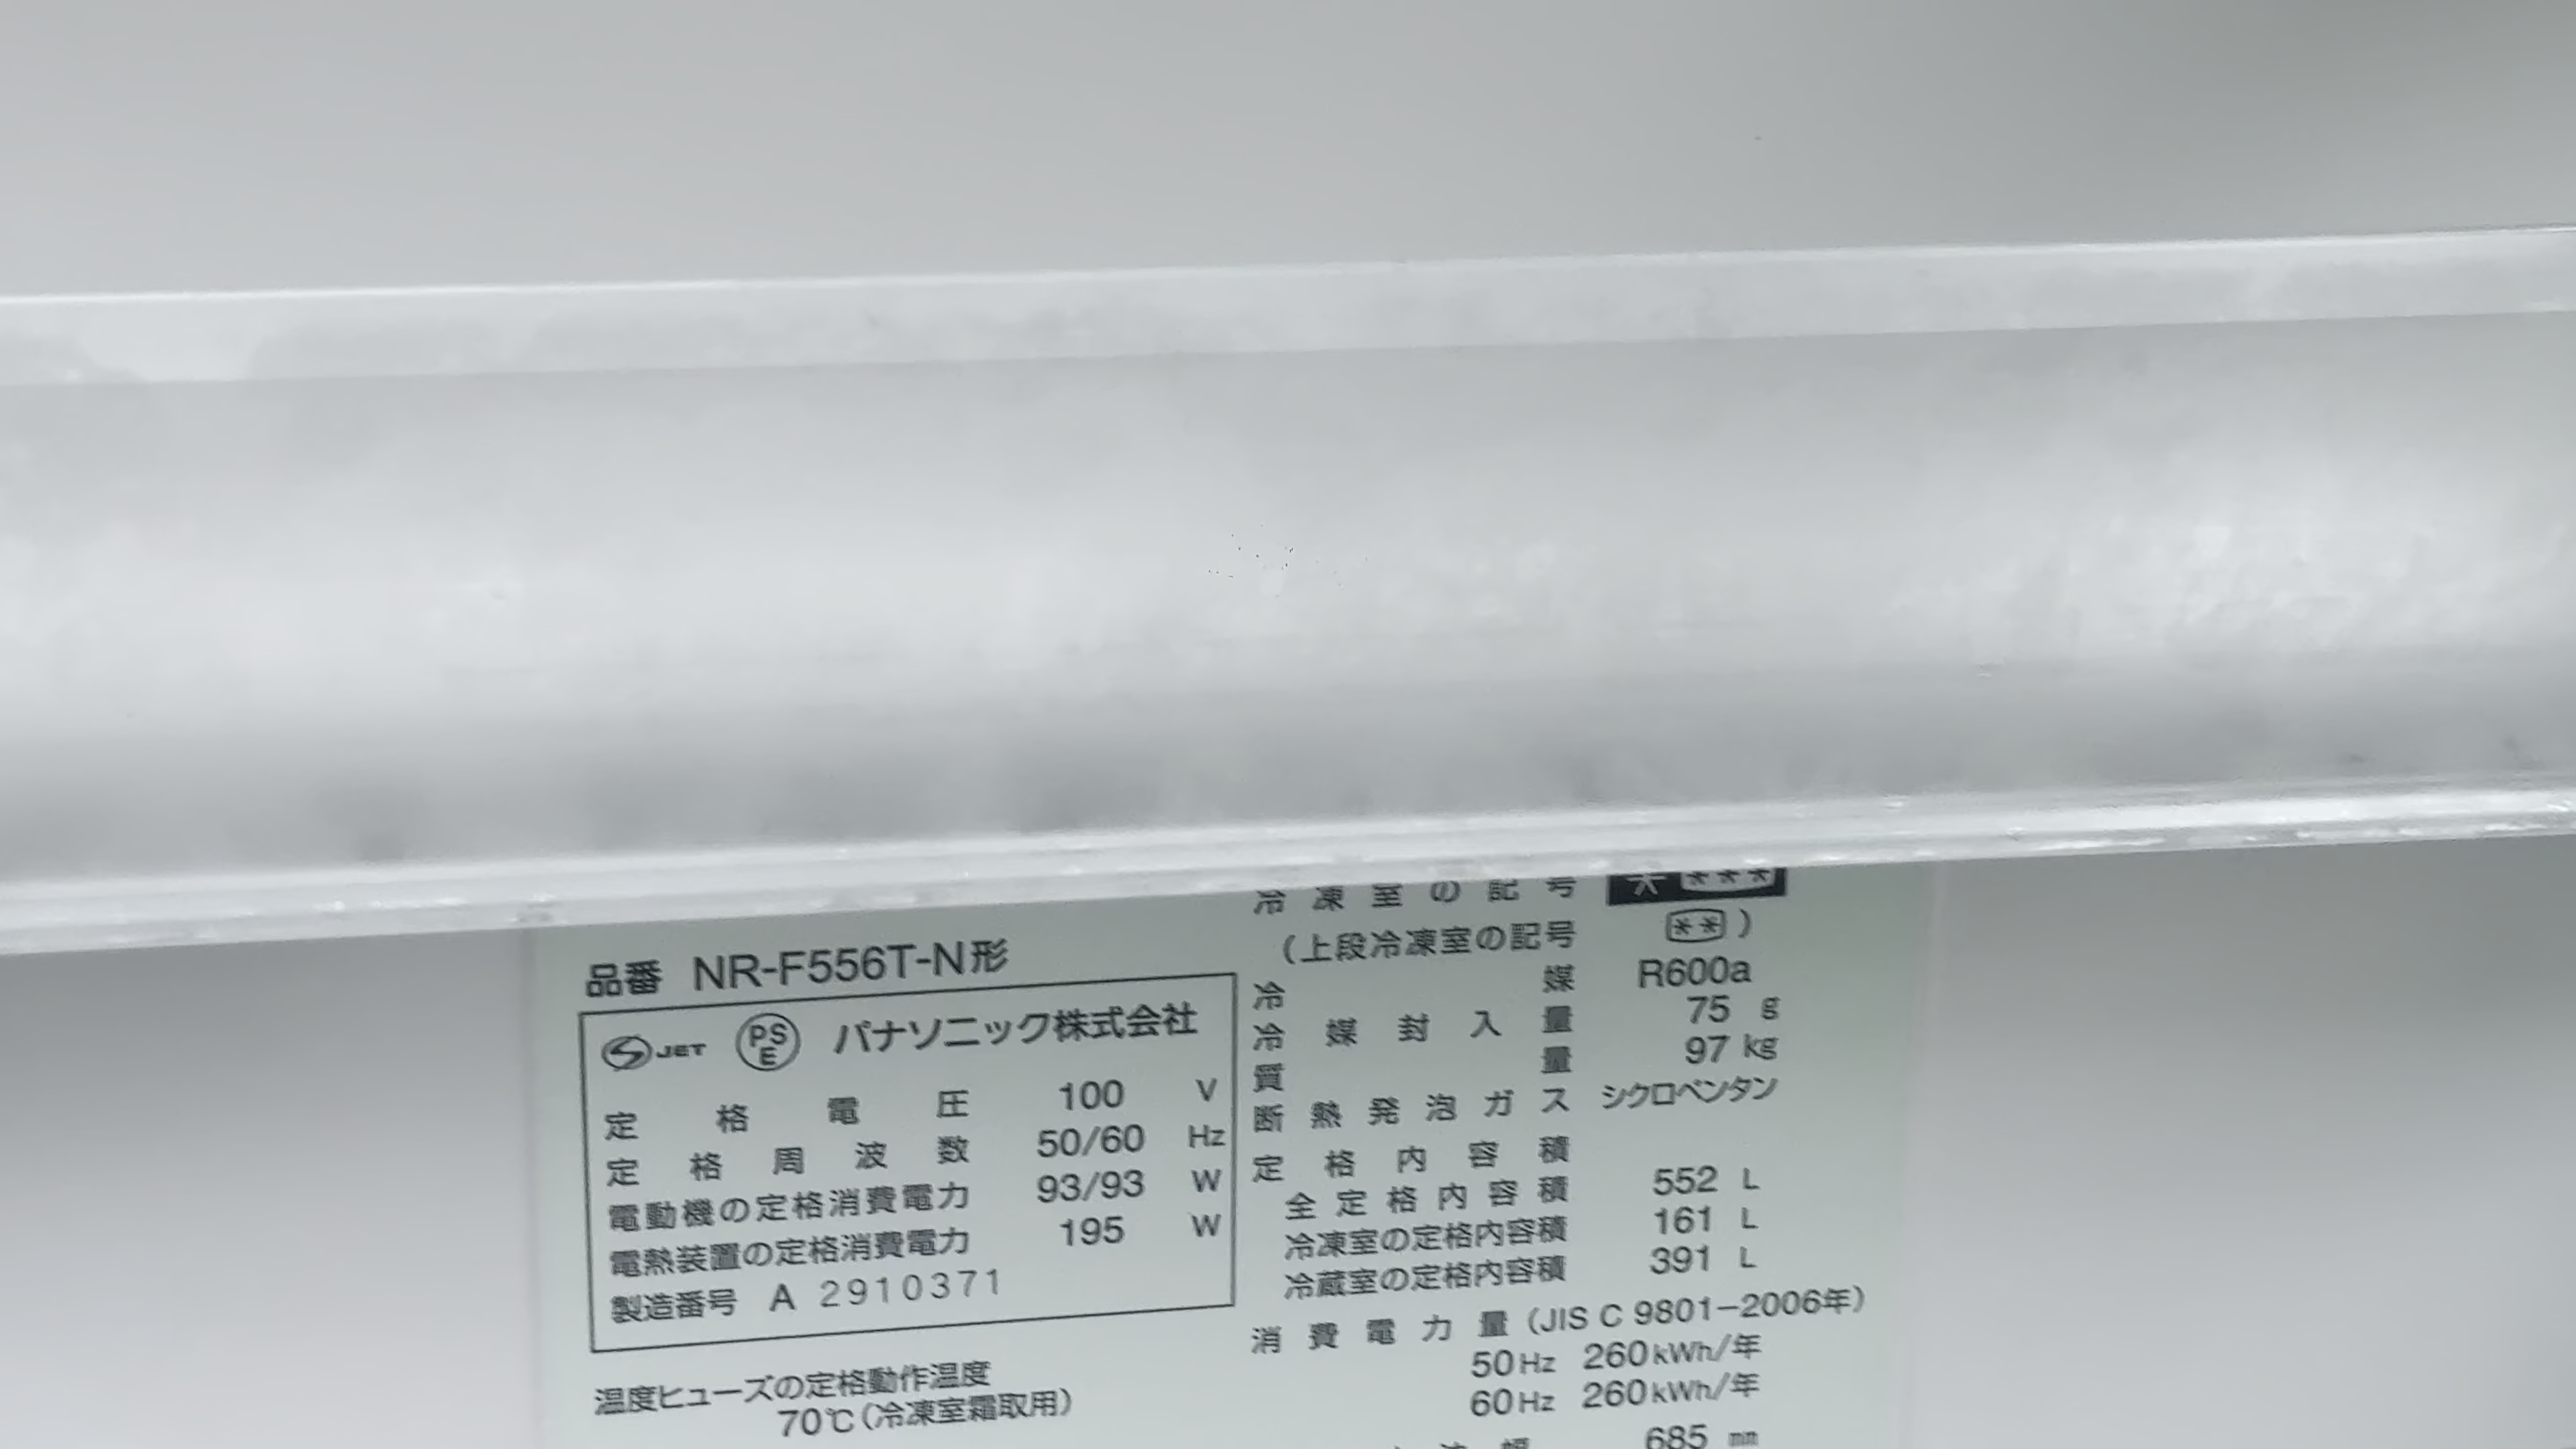 品番 NR-F556T-N形
JET PSE パナソニック株式会社
定格電圧 100 V
定格周波数 50/60 Hz
電動機の定格消費電力 93/93 W
電熱装置の定格消費電力 195 W
製造番号 A 2910371
温度ヒューズの定格動作温度
70℃(冷凍室霜取用)
冷凍室の記号 * ***
(上段冷凍室の記号 ** )
冷媒 R600a
冷媒封入量 75 g
質量 97 kg
断熱発泡ガス シクロペンタン
定格内容積
全定格内容積 552 L
冷凍室の定格内容積 161 L
冷蔵室の定格内容積 391 L
消費電力量(JIS C 9801-2006年)
50Hz 260kWh/年
60Hz 260kWh/年
685 mm